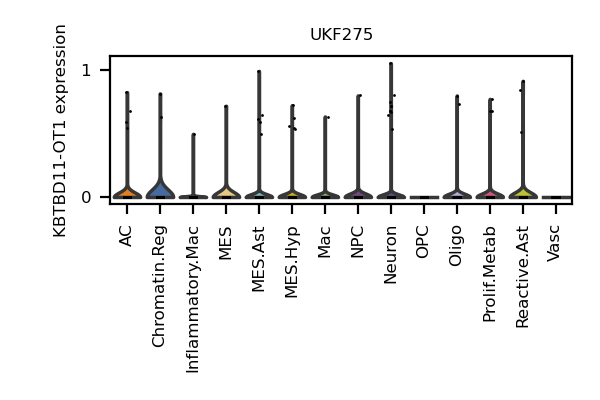 UKF275
KBTBD11-OT1 expression
1
0
AC
Chromatin.Reg
Inflammatory.Mac
MES
MES.Ast
MES.Hyp
Mac
NPC
Neuron
OPC
Oligo
Prolif.Metab
Reactive.Ast
Vasc